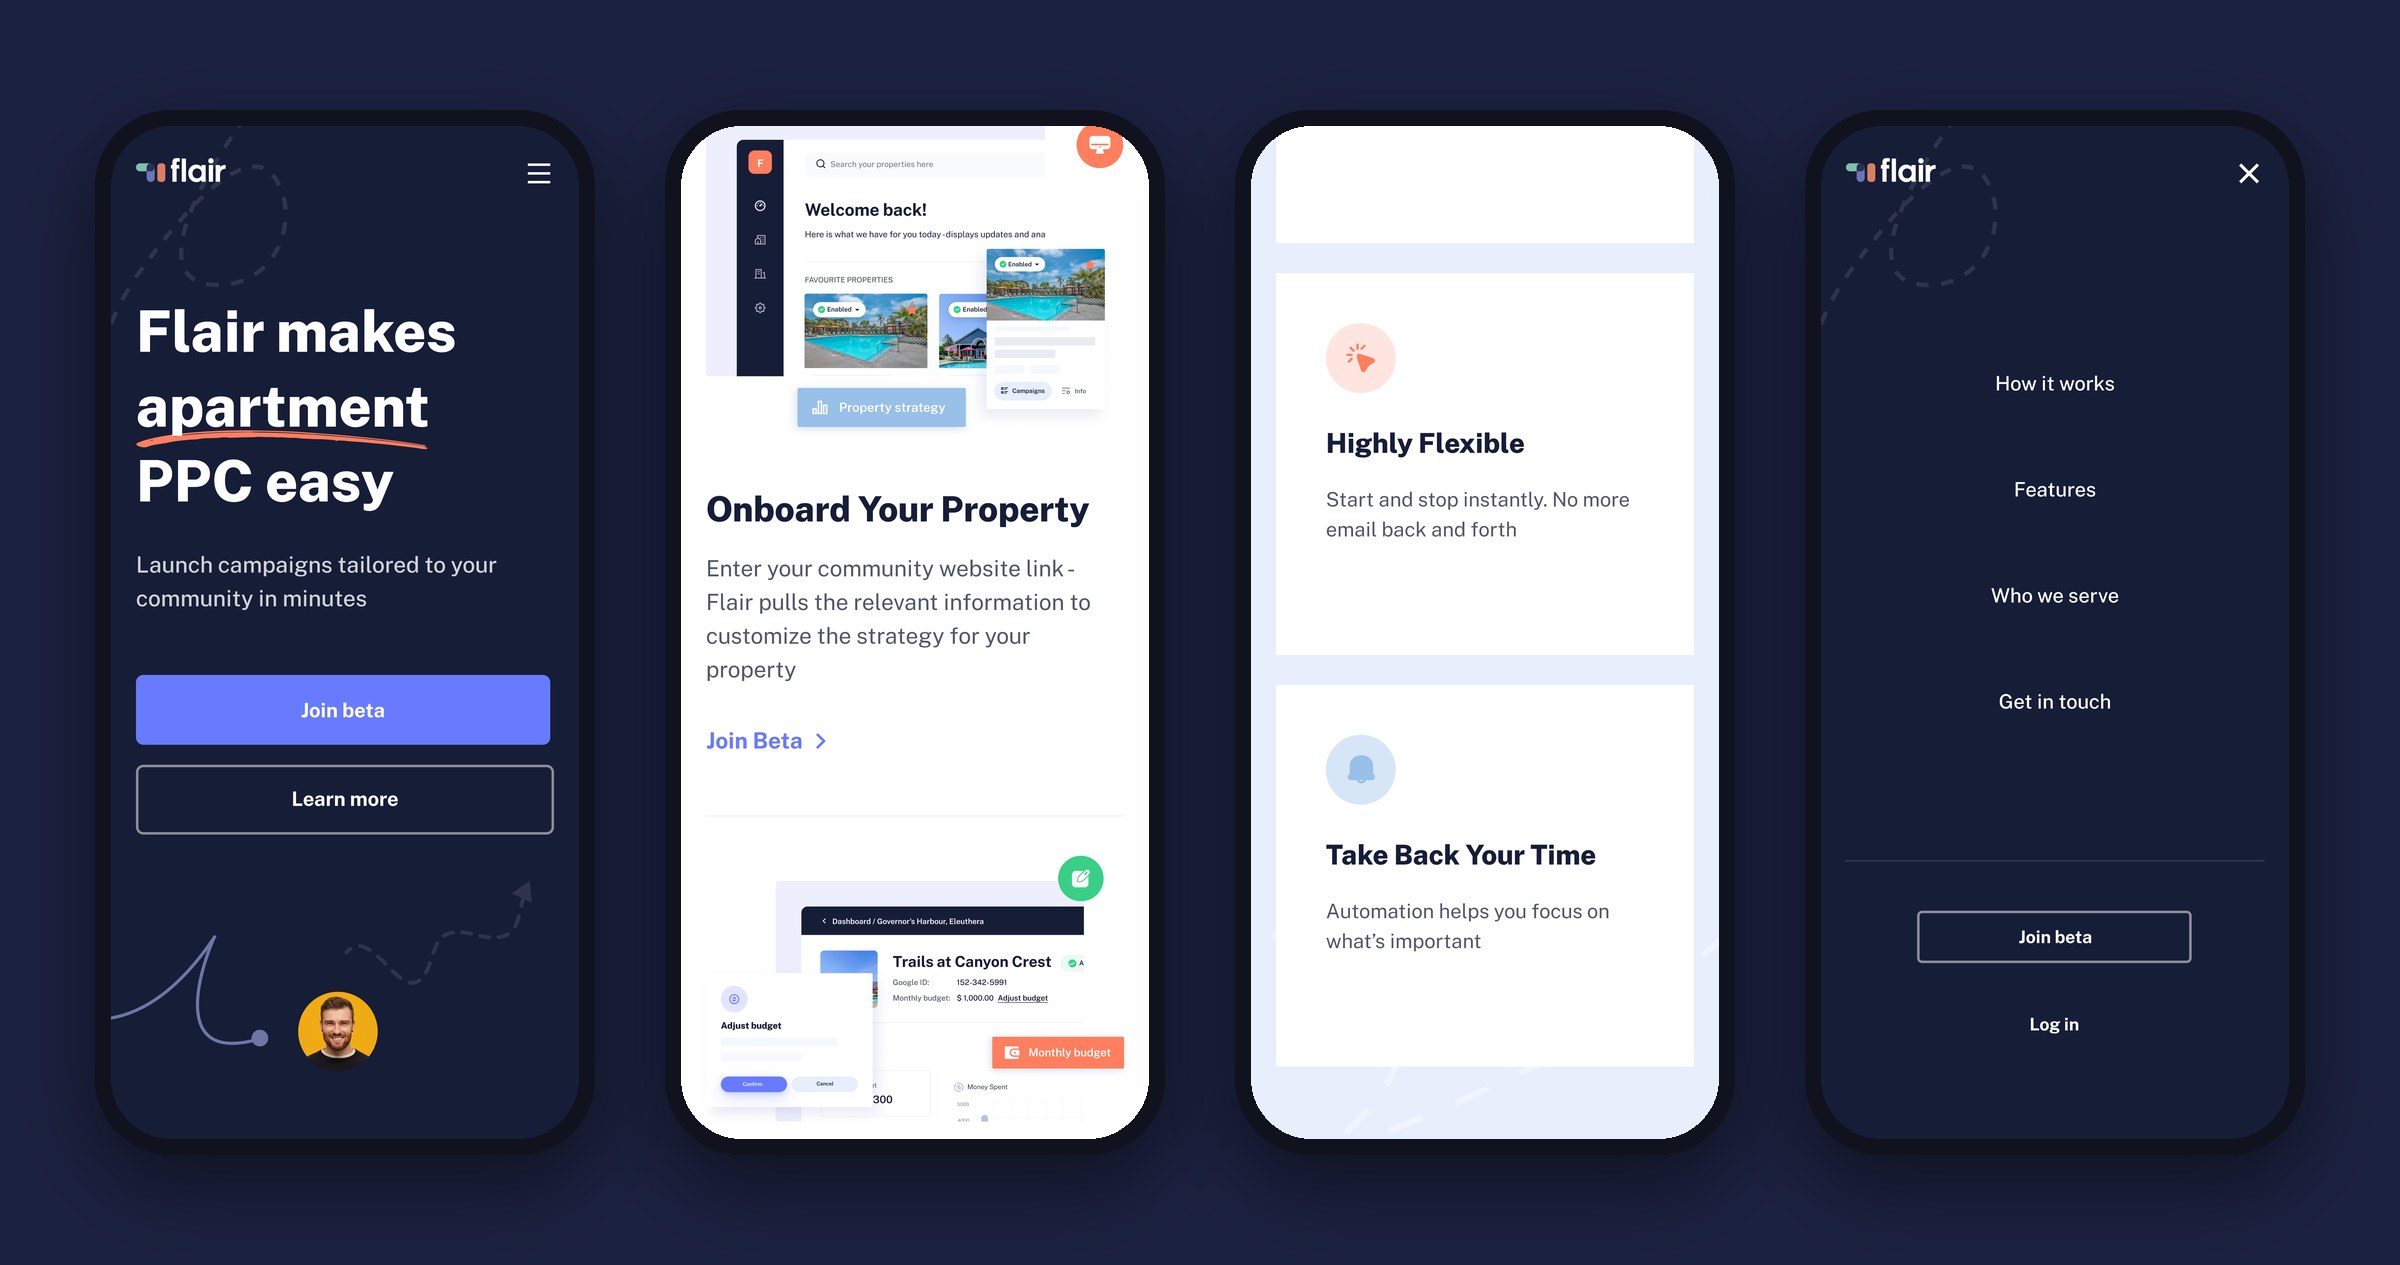 flair
Flair makes
apartment
PPC easy
Launch campaigns tailored to your
community in minutes
Join beta
Learn more
F
Search your properties here
Welcome back!
Here is what we have for you today - displays updates and ana
FAVOURITE PROPERTIES
Enabled
Enabled
Enabled
Campaigns
Info
Property strategy
Onboard Your Property
Enter your community website link -
Flair pulls the relevant information to
customize the strategy for your
property
Join Beta
Dashboard / Governor's Harbour, Eleuthera
Trails at Canyon Crest
A
Google ID: 152-342-5991
Monthly budget: $ 1,000.00 Adjust budget
Adjust budget
Confirm
Cancel
Monthly budget
et
300
Money Spent
5000
4000
Highly Flexible
Start and stop instantly. No more
email back and forth
Take Back Your Time
Automation helps you focus on
what's important
flair
How it works
Features
Who we serve
Get in touch
Join beta
Log in